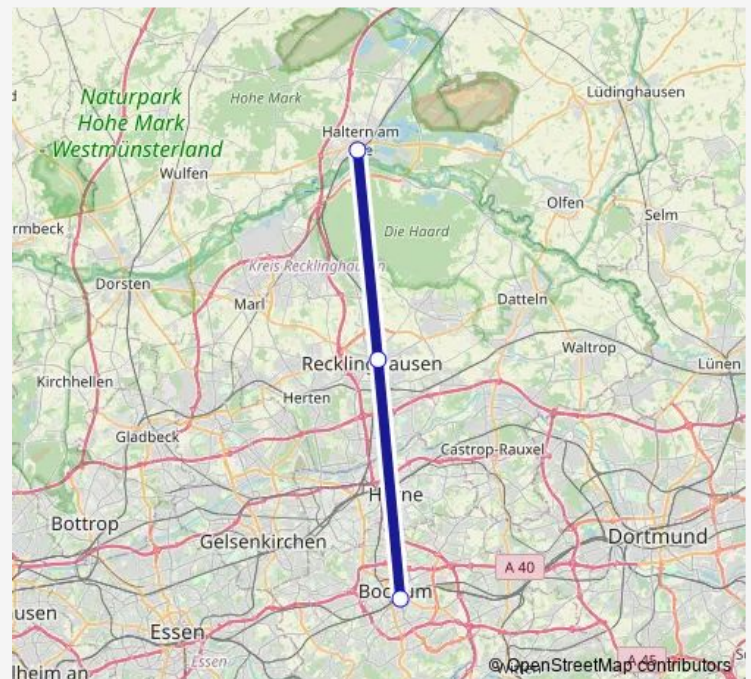 Naturpark
Hohe Mark
Westmünsterland
Hohe Mark
Lüdinghausen
Haltern am
Wulfen
Olfen
Selm
rmbeck
Die Haard
Kreis Recklinghausen
Dorsten
Marl
Datteln
Waltrop
Recklinghausen
Lünen
Kirchhellen
Herten
Gladbeck
Castrop-Rauxel
Herne
Bottrop
Gelsenkirchen
Dortmund
A 40
Bochum
usen
Essen
Essen
A 45
lheim an
Witten
© OpenStreetMap contributors